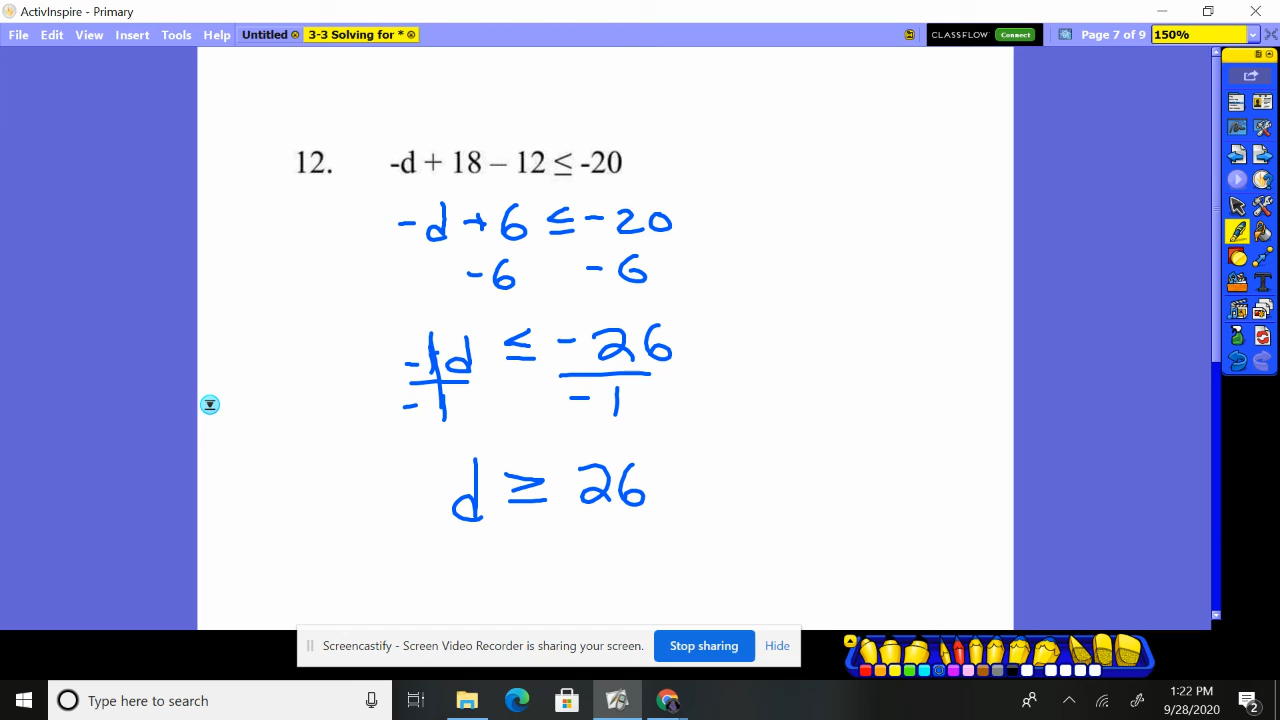 ActivInspire - Primary
File Edit View Insert Tools Help Untitled 3-3 Solving for * CLASSFLOW Connect Page 7 of 9 150%
12. -d + 18 – 12 ≤ -20
-d + 6 ≤ -20
-6 -6
-1d ≤ -26
-1 -1
d ≥ 26
Screencastify - Screen Video Recorder is sharing your screen. Stop sharing Hide
Type here to search
1:22 PM
9/28/2020
2